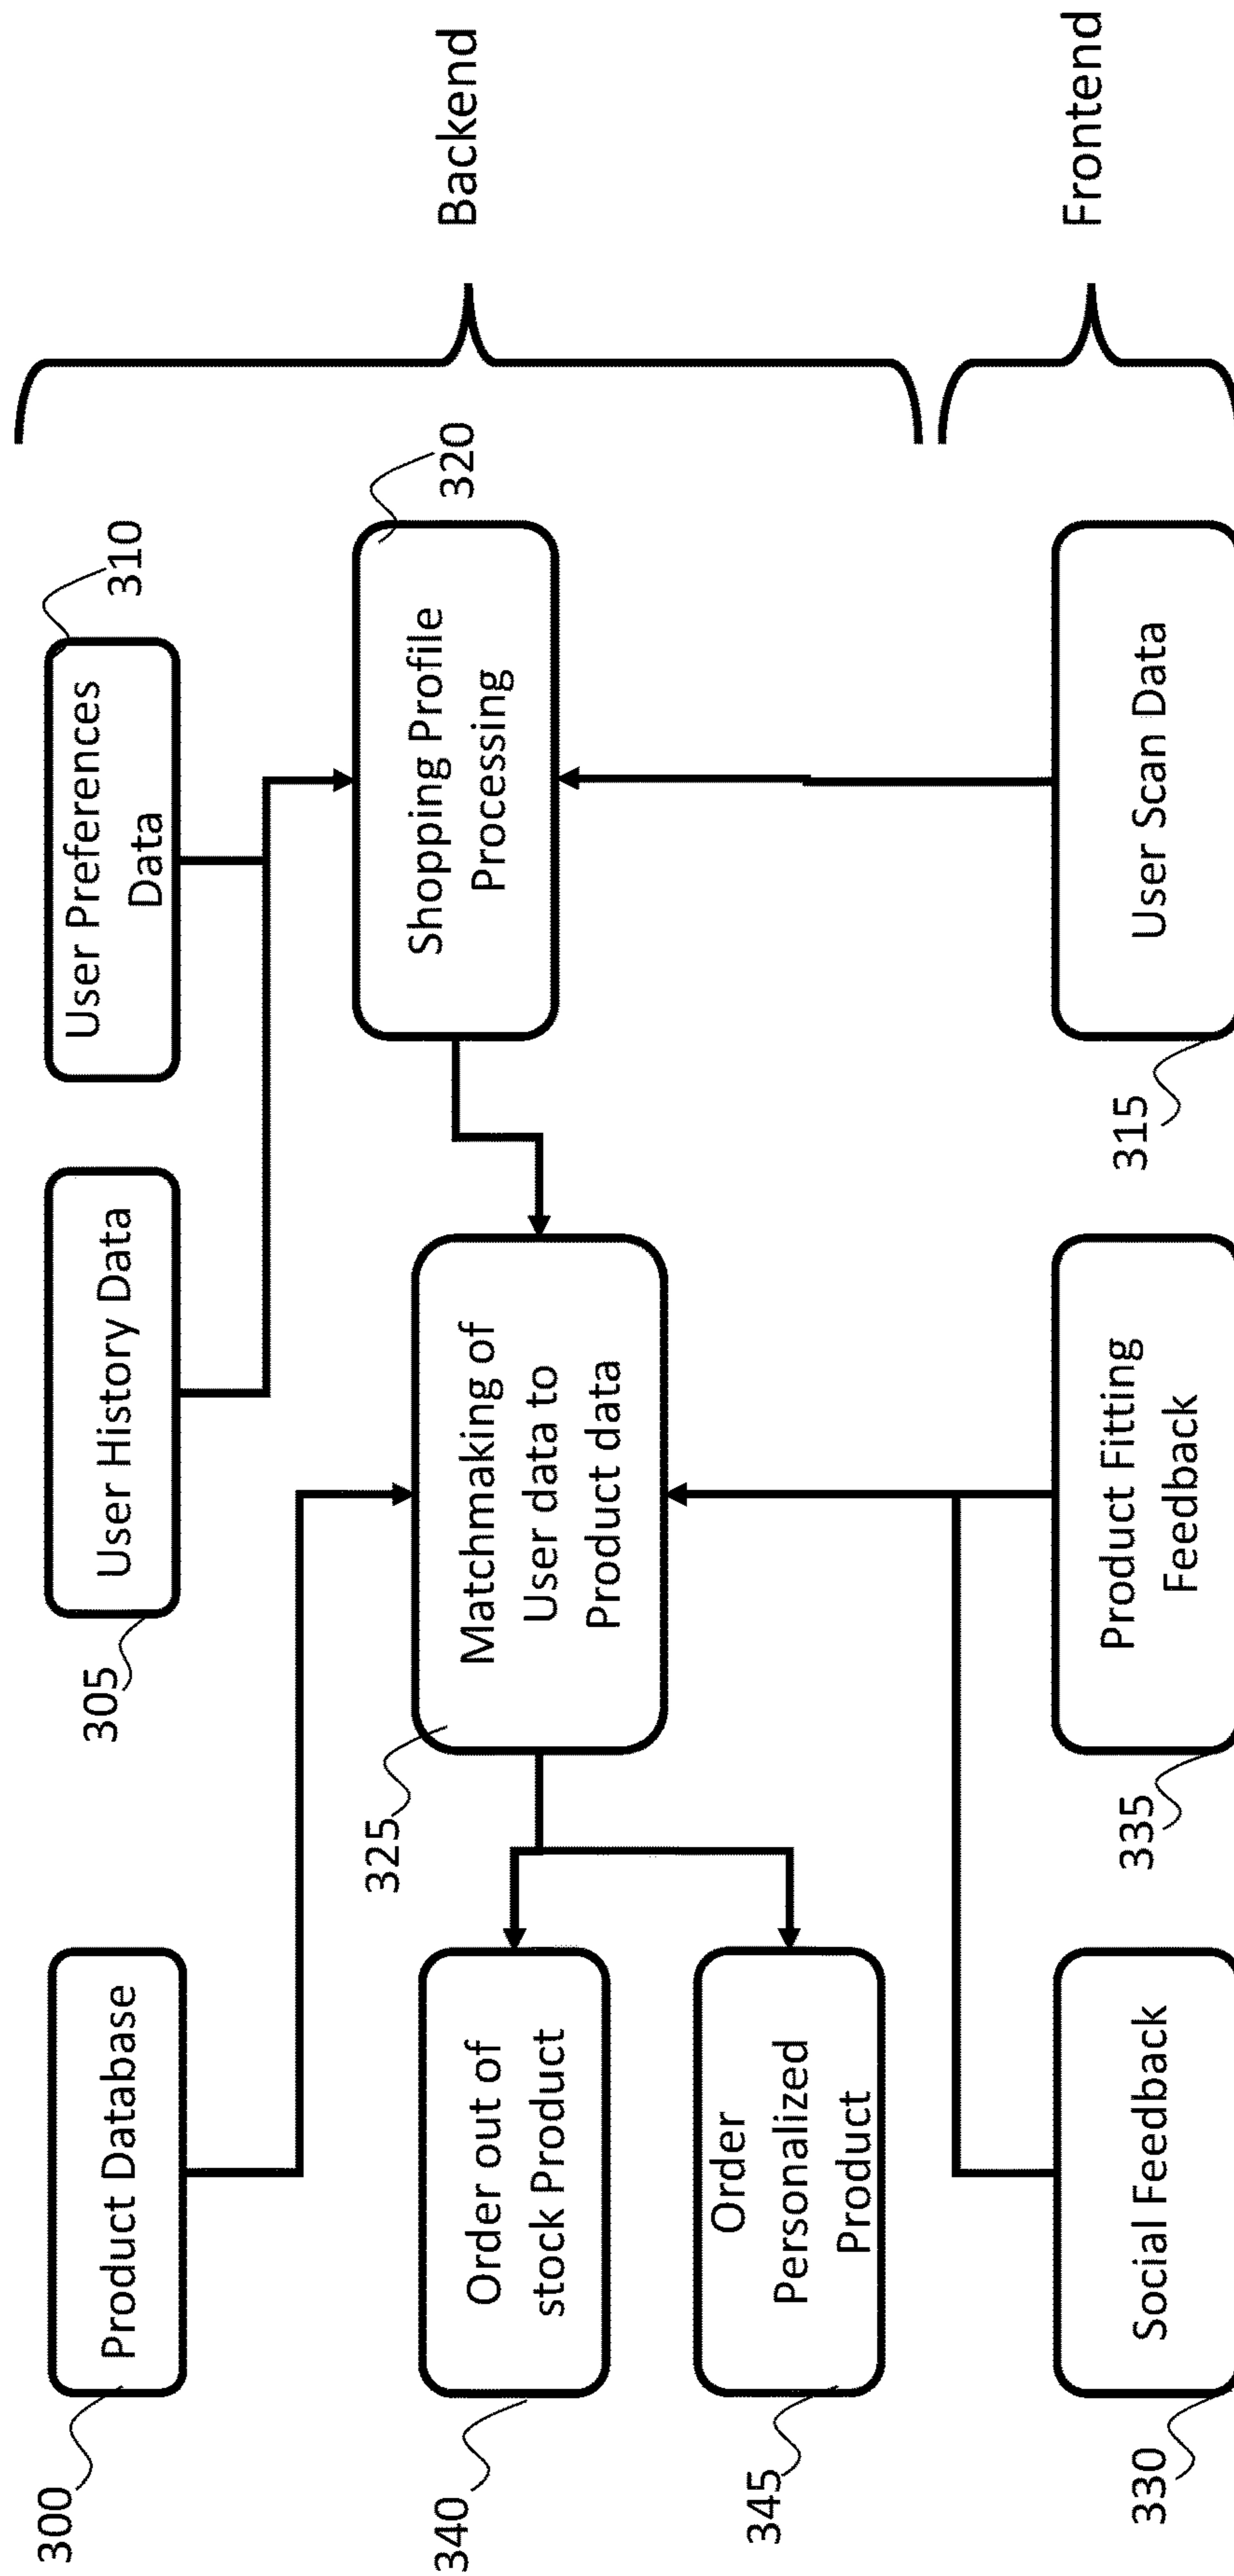 300
Product Database
305
User History Data
User Preferences
Data
310
340
Order out of
stock Product
325
Matchmaking of
User data to
Product data
Shopping Profile
Processing
320
Backend
345
Order
Personalized
Product
330
Social Feedback
335
Product Fitting
Feedback
315
User Scan Data
Frontend